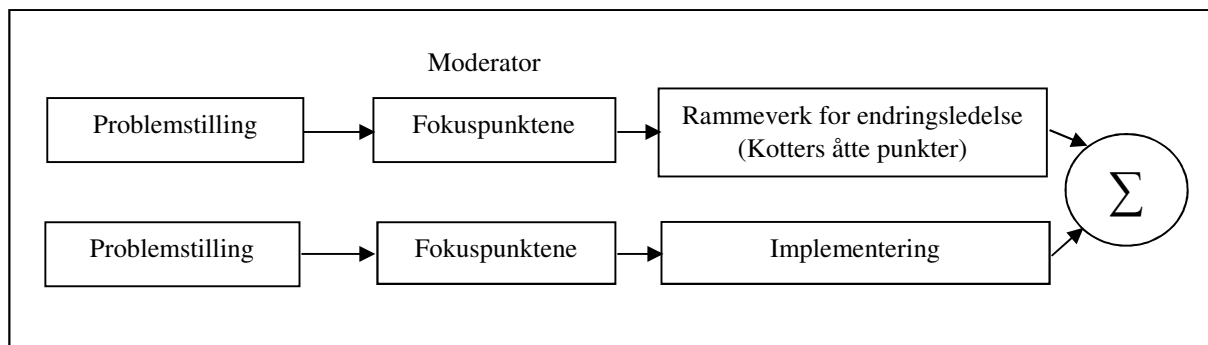 Moderator
Problemstilling
Fokuspunktene
Rammeverk for endringsledelse
(Kotters åtte punkter)
∑
Problemstilling
Fokuspunktene
Implementering